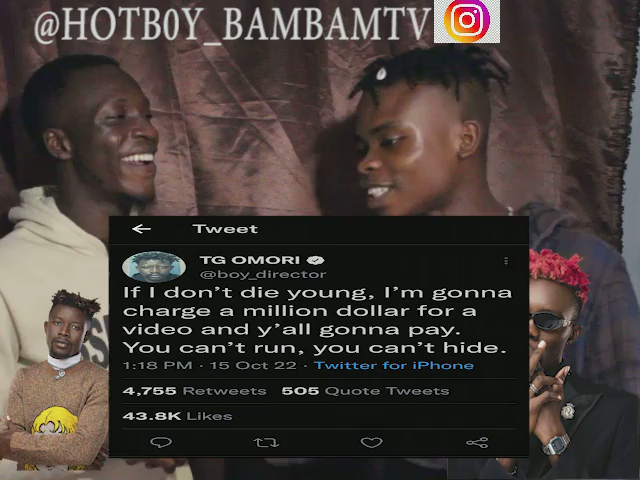 @HOTB0Y_BAMBAMTV
Tweet
TG OMORI
@boy_director
If I don't die young, I'm gonna
charge a million dollar for a
video and y'all gonna pay.
You can't run, you can't hide.
1:18 PM · 15 Oct 22 · Twitter for iPhone
4,755 Retweets 505 Quote Tweets
43.8K Likes